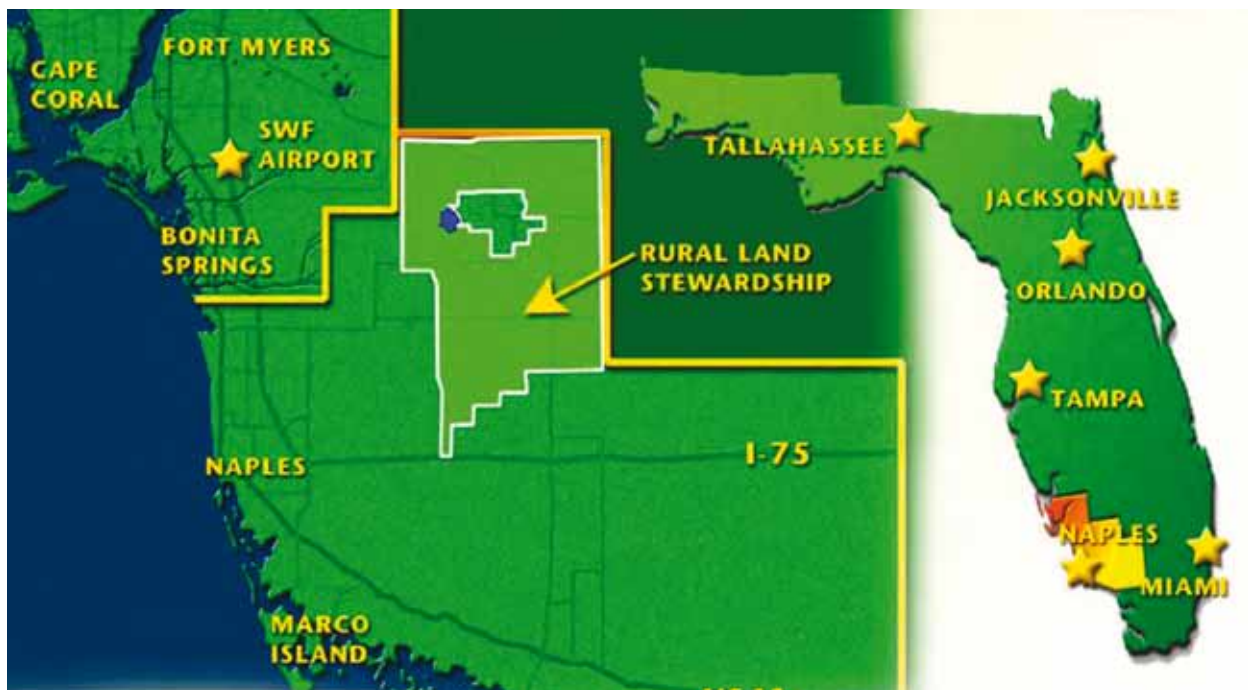 FORT MYERS
CAPE
CORAL
SWF
AIRPORT
BONITA
SPRINGS
RURAL LAND
STEWARDSHIP
NAPLES
I-75
MARCO
ISLAND
TALLAHASSEE
JACKSONVILLE
ORLANDO
TAMPA
NAPLES
MIAMI